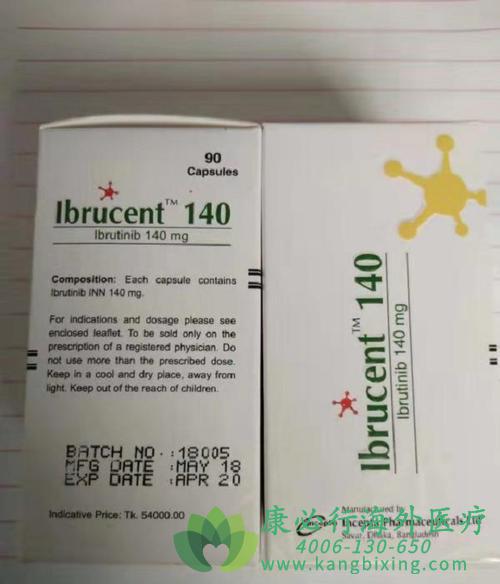 90
Capsules
Ibrucent™ 140
Ibrutinib 140 mg
Composition: Each capsule contains
Ibrutinib INN 140 mg.
For indications and dosage please see
enclosed leaflet. To be sold only on the
prescription of a registered physician. Do
not use more than the prescribed dose.
Keep in a cool and dry place, away from
light. Keep out of the reach of children.
BATCH NO.:18005
MFG DATE :MAY 18
EXP DATE :APR 20
Indicative Price: Tk. 54000.00
Ibrucent™ 140
Ibrutinib 140 mg
Manufactured by
Incepta Pharmaceuticals Ltd
Savar, Dhaka, Bangladesh
康必行海外医疗
4006-130-650
www.kangbixing.com